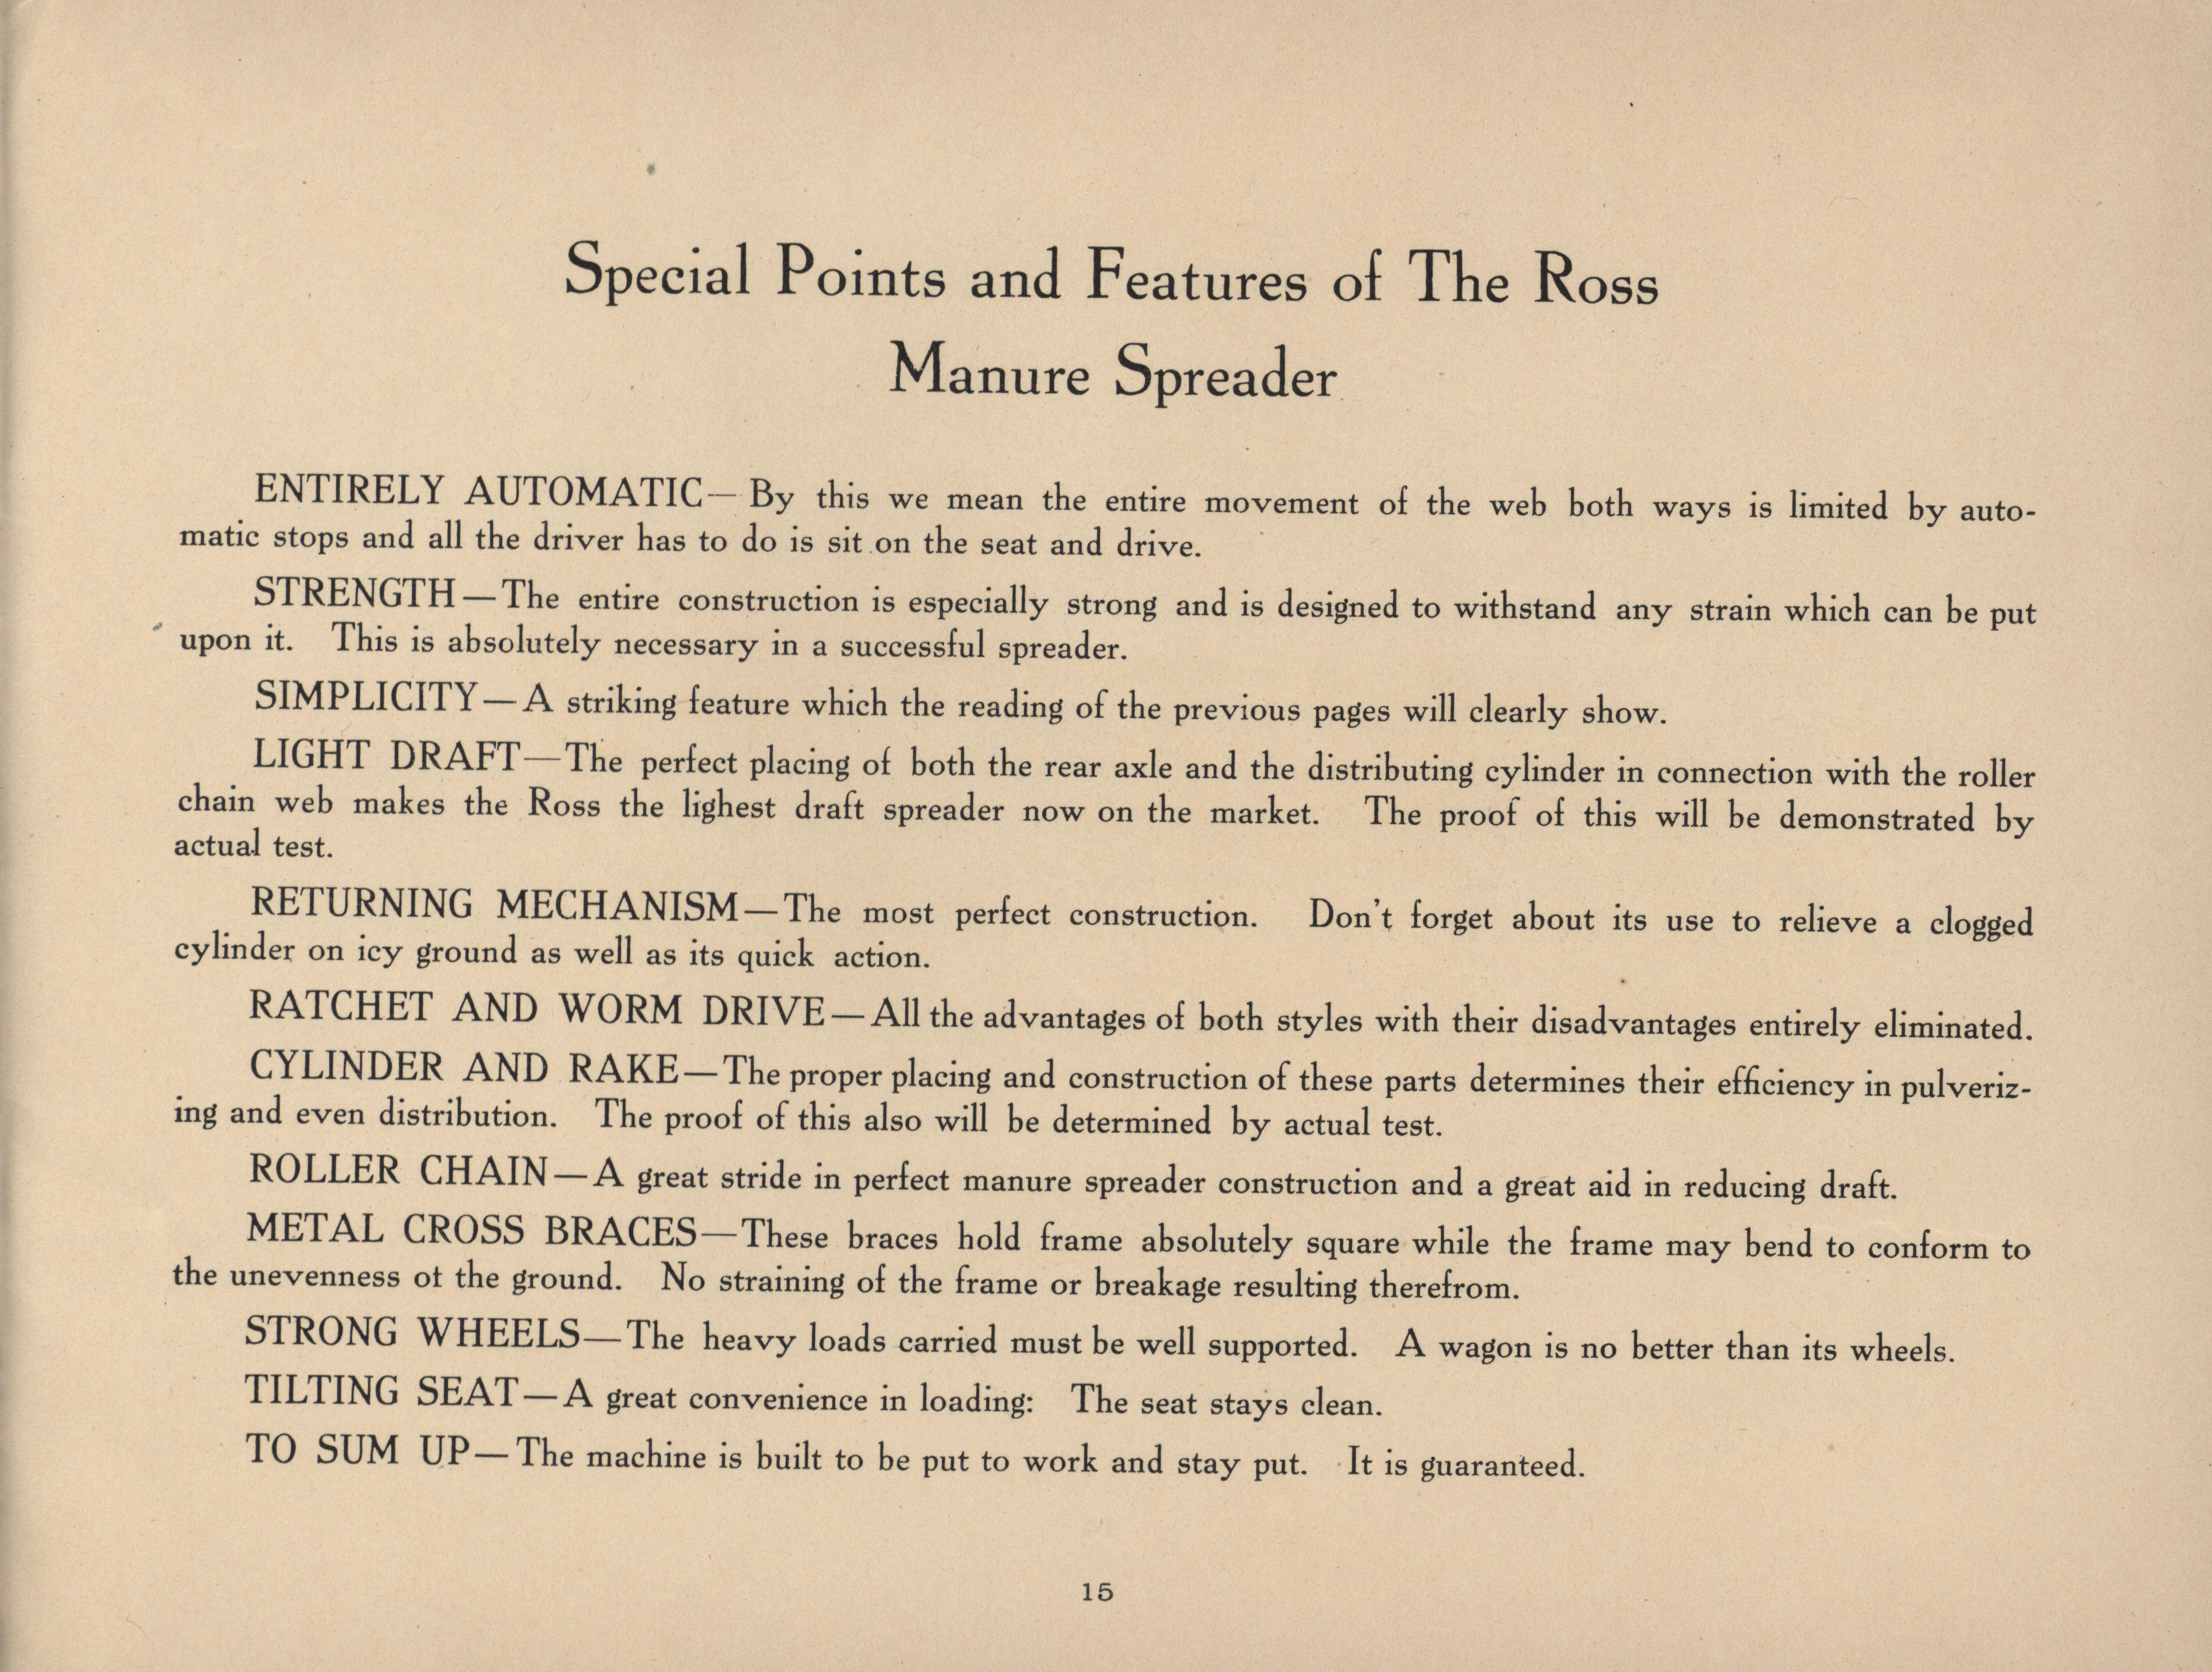 Special Points and Features of The Ross
Manure Spreader
ENTIRELY AUTOMATIC— By this we mean the entire movement of the web both ways is limited by auto-
matic stops and all the driver has to do is sit on the seat and drive.
STRENGTH—The entire construction is especially strong and is designed to withstand any strain which can be put
upon it. This is absolutely necessary in a successful spreader.
SIMPLICITY—A striking feature which the reading of the previous pages will clearly show.
LIGHT DRAFT—The perfect placing of both the rear axle and the distributing cylinder in connection with the roller
chain web makes the Ross the lighest draft spreader now on the market. The proof of this will be demonstrated by
actual test.
RETURNING MECHANISM—The most perfect construction. Don't forget about its use to relieve a clogged
cylinder on icy ground as well as its quick action.
RATCHET AND WORM DRIVE—All the advantages of both styles with their disadvantages entirely eliminated.
CYLINDER AND RAKE—The proper placing and construction of these parts determines their efficiency in pulveriz-
ing and even distribution. The proof of this also will be determined by actual test.
ROLLER CHAIN—A great stride in perfect manure spreader construction and a great aid in reducing draft.
METAL CROSS BRACES—These braces hold frame absolutely square while the frame may bend to conform to
the unevenness ot the ground. No straining of the frame or breakage resulting therefrom.
STRONG WHEELS—The heavy loads carried must be well supported. A wagon is no better than its wheels.
TILTING SEAT—A great convenience in loading: The seat stays clean.
TO SUM UP—The machine is built to be put to work and stay put. It is guaranteed.
15